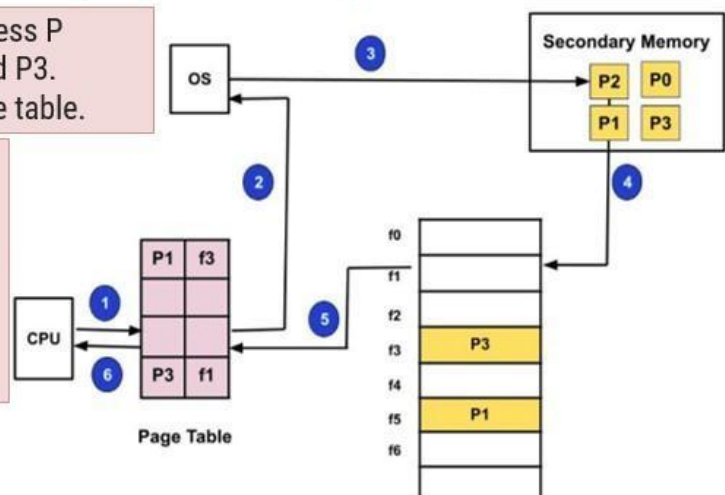 ess P
d P3.
e table.
3
Secondary Memory
OS
P2 P0
P1 P3
2
4
f0
P1 f3
f1
1
5
f2
CPU
f3 P3
6
P3 f1
f4
f5 P1
Page Table
f6